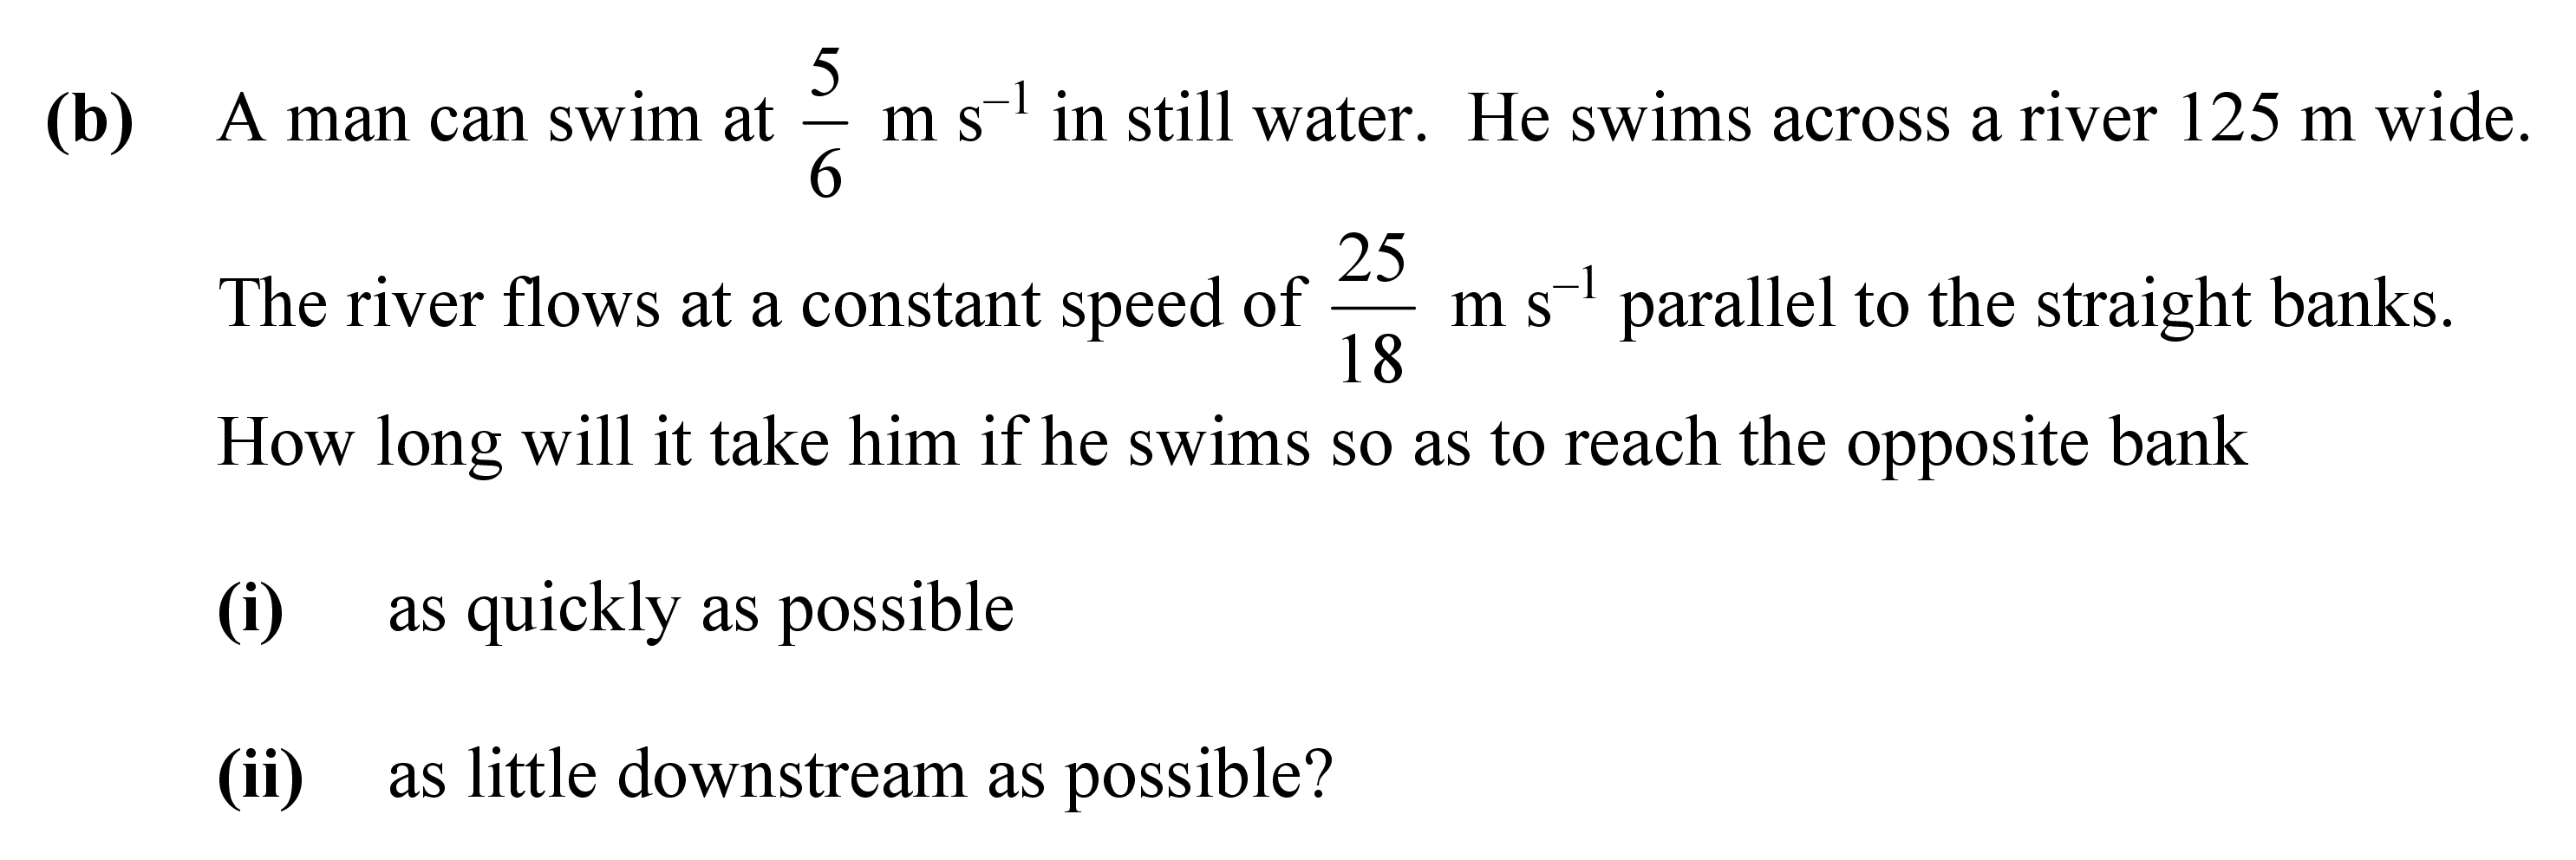 (b) A man can swim at 5/6 m s⁻¹ in still water. He swims across a river 125 m wide.
The river flows at a constant speed of 25/18 m s⁻¹ parallel to the straight banks.
How long will it take him if he swims so as to reach the opposite bank
(i) as quickly as possible
(ii) as little downstream as possible?